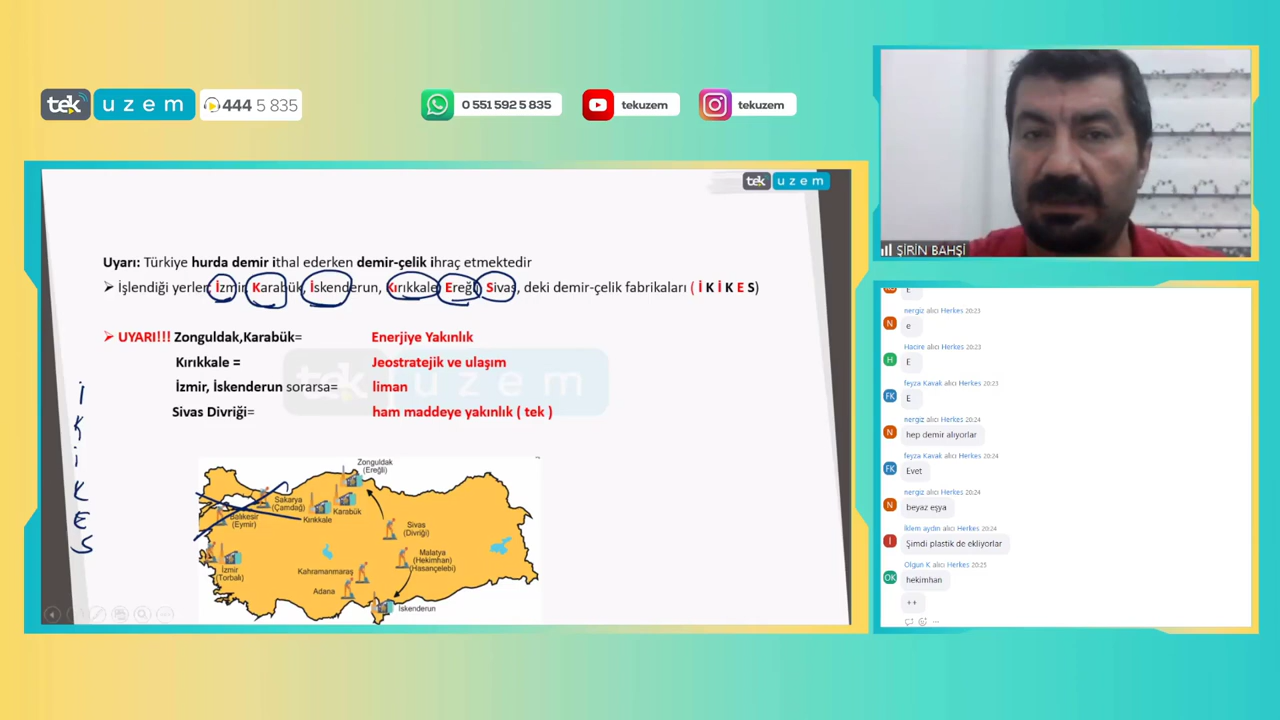 tek uzem 444 5 835
0 551 592 5 835
tekuzem
tekuzem
tek uzem
Uyarı: Türkiye hurda demir ithal ederken demir-çelik ihraç etmektedir
➢ İşlendiği yerler; İzmir, Karabük, İskenderun, Kırıkkale, Ereğli, Sivas, deki demir-çelik fabrikaları ( İ K İ K E S)
➢ UYARI!!! Zonguldak,Karabük= Enerjiye Yakınlık
Kırıkkale = Jeostratejik ve ulaşım
İzmir, İskenderun sorarsa= liman
Sivas Divriği= ham maddeye yakınlık ( tek )
tek uzem
i
K
i
K
E
S
Zonguldak
(Ereğli)
Sakarya
(Çamdağ)
Balıkesir
(Eymir)
Kırıkkale
Karabük
Sivas
(Divriği)
İzmir
(Torbalı)
Malatya
(Hekimhan)
(Hasançelebi)
Kahramanmaraş
Adana
İskenderun
ŞİRİN BAHŞİ
E
nergiz alıcı Herkes 20:23
N
e
Hacire alıcı Herkes 20:23
H
E
feyza Kavak alıcı Herkes 20:23
FK
E
nergiz alıcı Herkes 20:24
N
hep demir alıyorlar
feyza Kavak alıcı Herkes 20:24
FK
Evet
nergiz alıcı Herkes 20:24
N
beyaz eşya
İklem aydın alıcı Herkes 20:24
İ
Şimdi plastik de ekliyorlar
Olgun K alıcı Herkes 20:25
OK
hekimhan
++